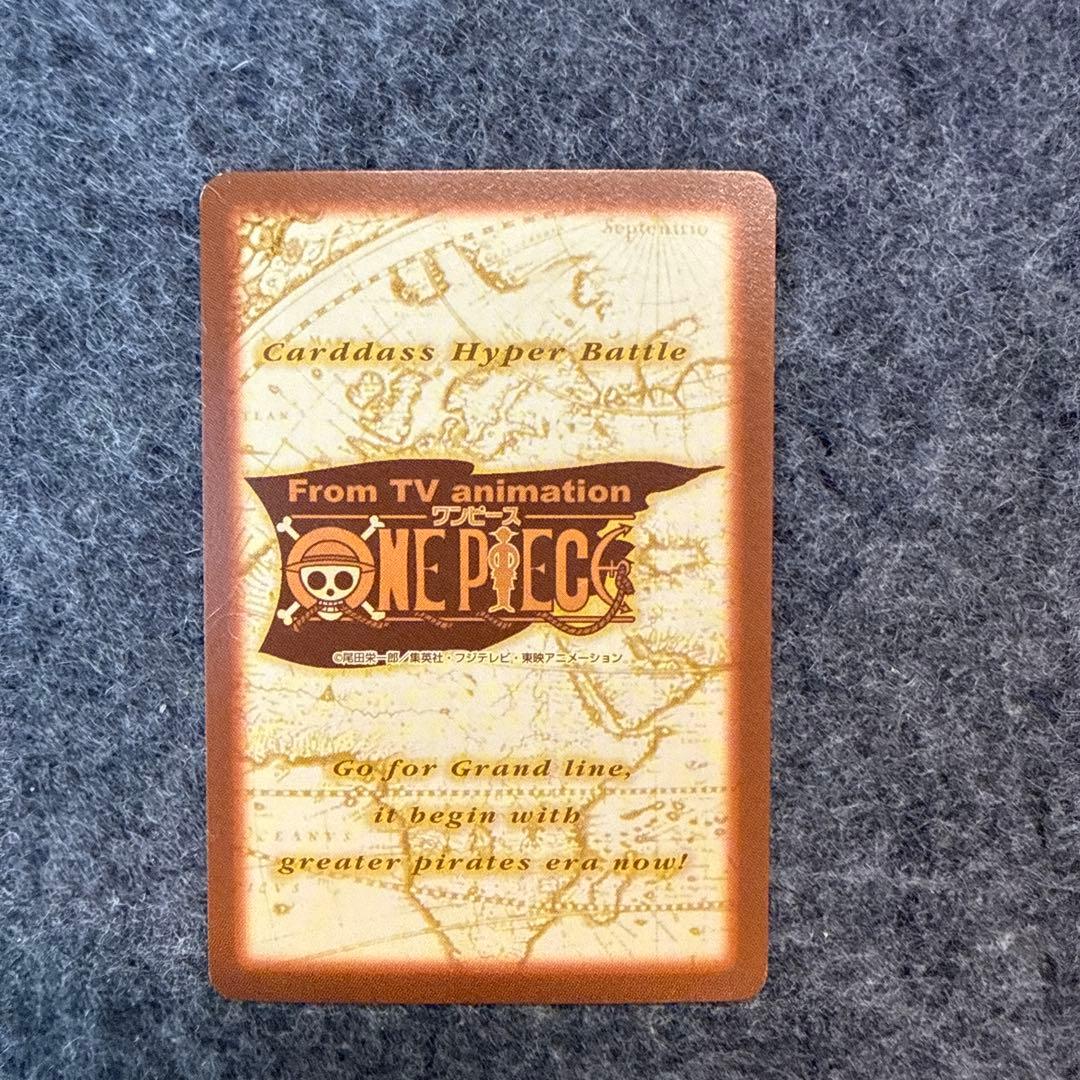 Septentrio
Carddass Hyper Battle
From TV animation
ワンピース
ONE PIECE
©尾田栄一郎／集英社・フジテレビ・東映アニメーション
Go for Grand line,
it begin with
greater pirates era now!